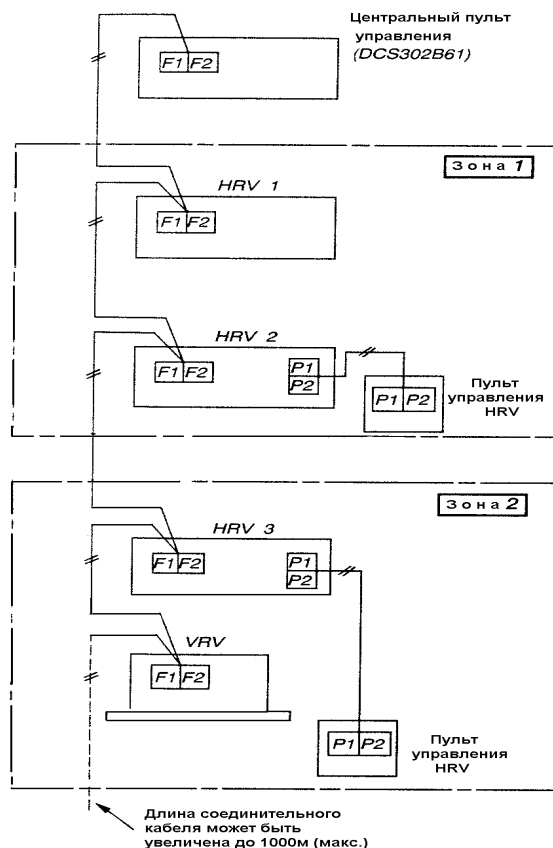 Центральный пульт
управления
(DCS302B61)
F1 F2
Зона 1
HRV 1
F1 F2
HRV 2
F1 F2
P1
P2
P1 P2
Пульт
управления
HRV
Зона 2
HRV 3
F1 F2
P1
P2
VRV
F1 F2
P1 P2
Пульт
управления
HRV
Длина соединительного
кабеля может быть
увеличена до 1000м (макс.)